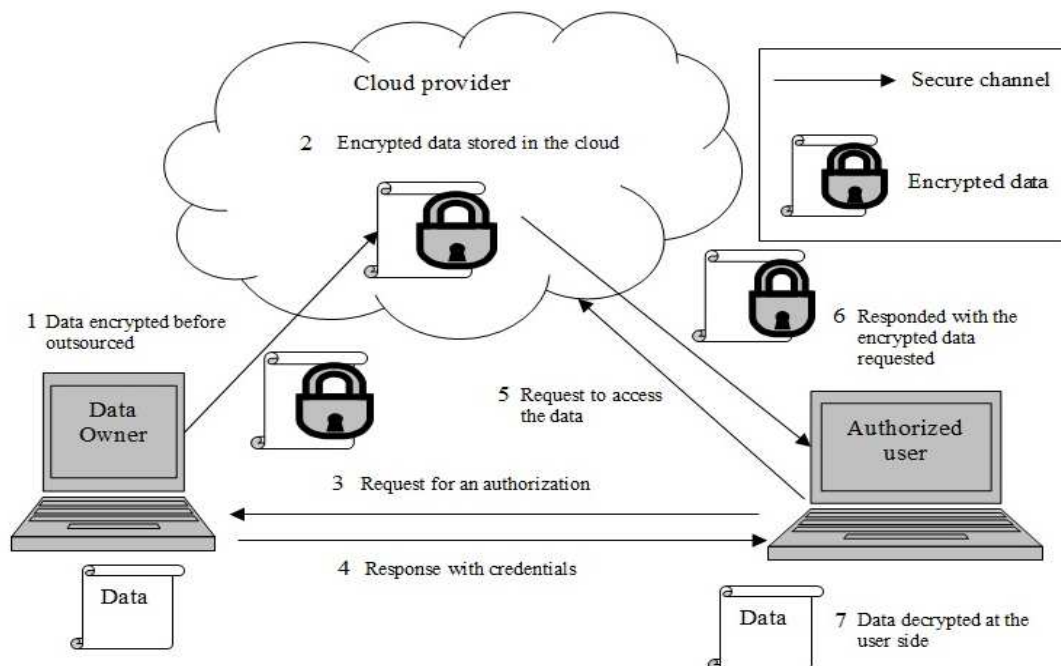 Cloud provider
2 Encrypted data stored in the cloud
Secure channel
Encrypted data
1 Data encrypted before
outsourced
6 Responded with the
encrypted data
requested
Data
Owner
5 Request to access
the data
Authorized
user
3 Request for an authorization
4 Response with credentials
Data
Data
7 Data decrypted at the
user side